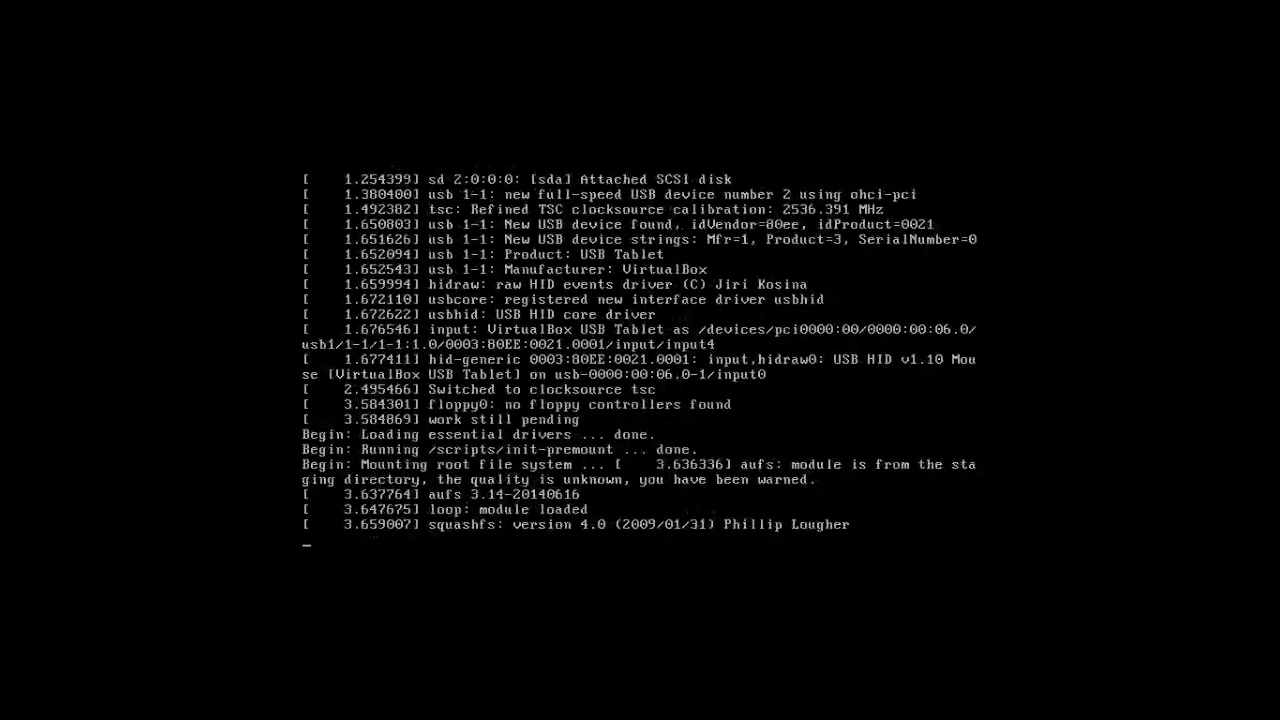 [    1.254399] sd 2:0:0:0: [sda] Attached SCSI disk
[    1.380400] usb 1-1: new full-speed USB device number 2 using ohci-pci
[    1.492382] tsc: Refined TSC clocksource calibration: 2536.391 MHz
[    1.650803] usb 1-1: New USB device found, idVendor=80ee, idProduct=0021
[    1.651626] usb 1-1: New USB device strings: Mfr=1, Product=3, SerialNumber=0
[    1.652094] usb 1-1: Product: USB Tablet
[    1.652543] usb 1-1: Manufacturer: VirtualBox
[    1.659994] hidraw: raw HID events driver (C) Jiri Kosina
[    1.672110] usbcore: registered new interface driver usbhid
[    1.672622] usbhid: USB HID core driver
[    1.676546] input: VirtualBox USB Tablet as /devices/pci0000:00/0000:00:06.0/
usb1/1-1/1-1:1.0/0003:80EE:0021.0001/input/input4
[    1.677411] hid-generic 0003:80EE:0021.0001: input,hidraw0: USB HID v1.10 Mou
se [VirtualBox USB Tablet] on usb-0000:00:06.0-1/input0
[    2.495466] Switched to clocksource tsc
[    3.584301] floppy0: no floppy controllers found
[    3.584869] work still pending
Begin: Loading essential drivers ... done.
Begin: Running /scripts/init-premount ... done.
Begin: Mounting root file system ... [    3.636336] aufs: module is from the sta
ging directory, the quality is unknown, you have been warned.
[    3.637764] aufs 3.14-20140616
[    3.647675] loop: module loaded
[    3.659007] squashfs: version 4.0 (2009/01/31) Phillip Lougher
_